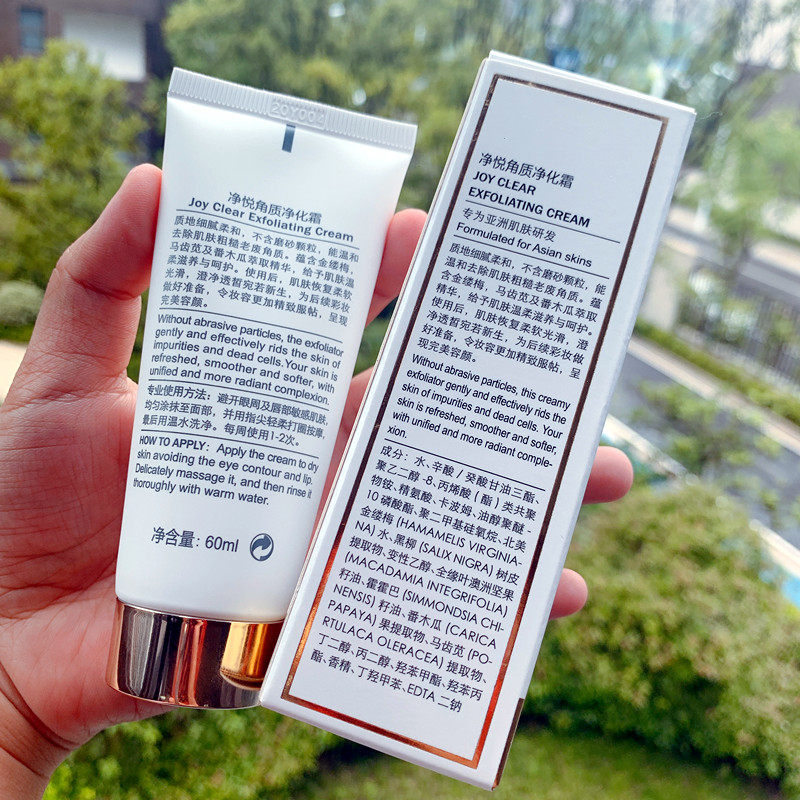 20Y002
净悦角质净化霜
Joy Clear Exfoliating Cream
质地细腻柔和，不含磨砂颗粒，能温和
去除肌肤粗糙老废角质。蕴含金缕梅，
马齿苋及番木瓜萃取精华，给予肌肤温
柔滋养与呵护。使用后，肌肤恢复柔软
光滑，澄净透皙宛若新生，为后续彩妆
做好准备，令妆容更加精致服帖，呈现
完美容颜。
Without abrasive particles, the exfoliator
gently and effectively rids the skin of
impurities and dead cells.Your skin is
refreshed, smoother and softer, with
unified and more radiant complexion.
专业使用方法：避开眼周及唇部敏感肌肤，
均匀涂抹至面部，并用指尖轻柔打圈按摩，
最后用温水洗净。每周使用1-2次。
HOW TO APPLY: Apply the cream to dry
skin avoiding the eye contour and lip.
Delicately massage it, and then rinse it
thoroughly with warm water.
净含量：60ml
净悦角质净化霜
JOY CLEAR
EXFOLIATING CREAM
专为亚洲肌肤研发
Formulated for Asian skins
质地细腻柔和，不含磨砂颗粒，能
温和去除肌肤粗糙老废角质。蕴
含金缕梅，马齿苋及番木瓜萃取
精华，给予肌肤温柔滋养与呵护。
使用后，肌肤恢复柔软光滑，澄
净透皙宛若新生，为后续彩妆做
好准备，令妆容更加精致服帖，呈
现完美容颜。
Without abrasive particles, this creamy
exfoliator gently and effectively rids the
skin of impurities and dead cells. Your
skin is refreshed, smoother and softer,
with unified and more radiant comple-
xion.
成分：水、辛酸／癸酸甘油三酯、
聚乙二醇-8、丙烯酸（酯）类共聚
物铵、精氨酸、卡波姆、油醇聚醚-
10 磷酸酯、聚二甲基硅氧烷、北美
金缕梅 (HAMAMELIS VIRGINIA-
NA) 水、黑柳 (SALIX NIGRA) 树皮
提取物、变性乙醇、全缘叶澳洲坚果
(MACADAMIA INTEGRIFOLIA)
籽油、霍霍巴 (SIMMONDSIA CHI-
NENSIS) 籽油、番木瓜 (CARICA
PAPAYA) 果提取物、马齿苋 (PO-
RTULACA OLERACEA) 提取物、
丁二醇、丙二醇、羟苯甲酯、羟苯丙
酯、香精、丁羟甲苯、EDTA 二钠